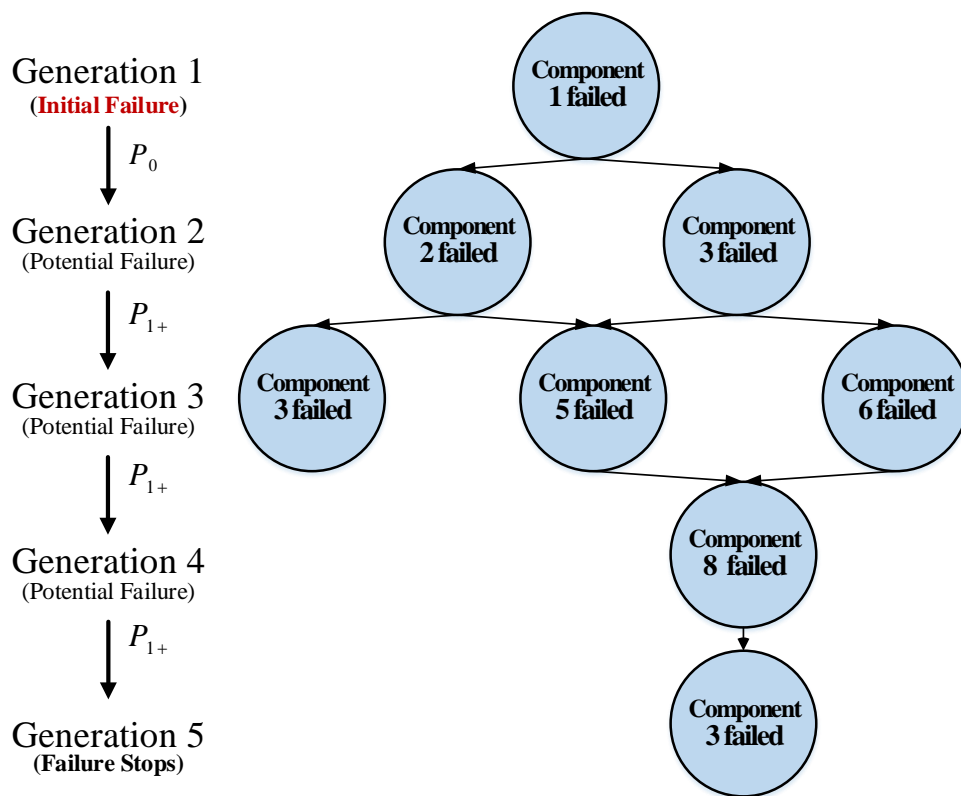 Generation 1
(Initial Failure)
P0
Generation 2
(Potential Failure)
P1+
Generation 3
(Potential Failure)
P1+
Generation 4
(Potential Failure)
P1+
Generation 5
(Failure Stops)
Component
1 failed
Component
2 failed
Component
3 failed
Component
3 failed
Component
5 failed
Component
6 failed
Component
8 failed
Component
3 failed